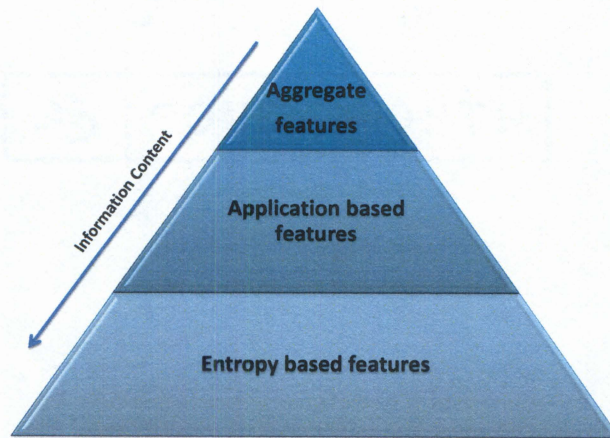 Aggregate
features
Information Content
Application based
features
Entropy based features